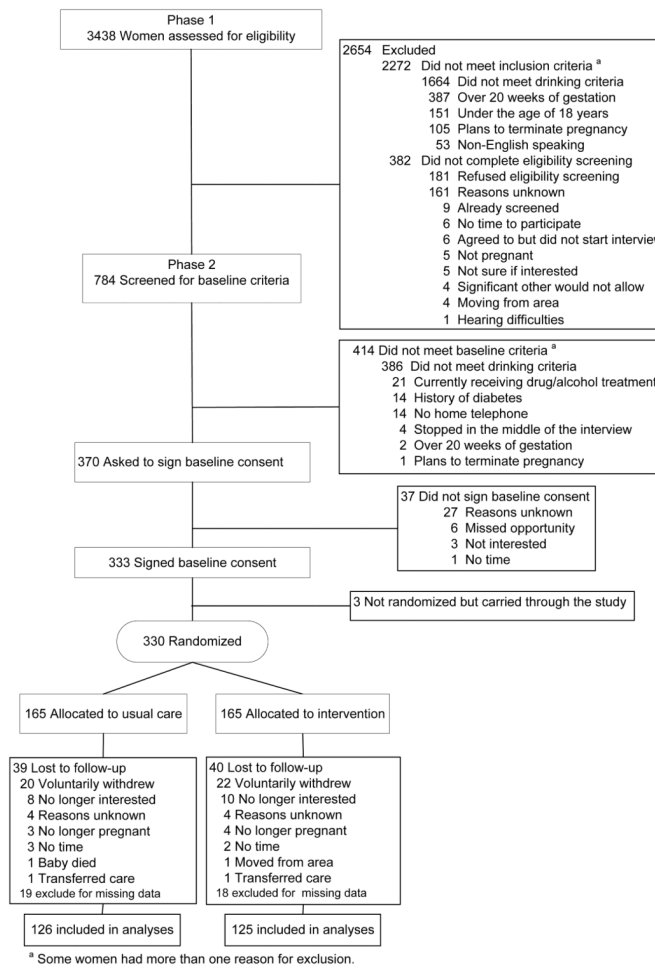 Phase 1
3438 Women assessed for eligibility
2654 Excluded
2272 Did not meet inclusion criteria a
1664 Did not meet drinking criteria
387 Over 20 weeks of gestation
151 Under the age of 18 years
105 Plans to terminate pregnancy
53 Non-English speaking
382 Did not complete eligibility screening
181 Refused eligibility screening
161 Reasons unknown
9 Already screened
6 No time to participate
6 Agreed to but did not start interview
5 Not pregnant
5 Not sure if interested
4 Significant other would not allow
4 Moving from area
1 Hearing difficulties
Phase 2
784 Screened for baseline criteria
414 Did not meet baseline criteria a
386 Did not meet drinking criteria
21 Currently receiving drug/alcohol treatment
14 History of diabetes
14 No home telephone
4 Stopped in the middle of the interview
2 Over 20 weeks of gestation
1 Plans to terminate pregnancy
370 Asked to sign baseline consent
37 Did not sign baseline consent
27 Reasons unknown
6 Missed opportunity
3 Not interested
1 No time
333 Signed baseline consent
3 Not randomized but carried through the study
330 Randomized
165 Allocated to usual care
39 Lost to follow-up
20 Voluntarily withdrew
8 No longer interested
4 Reasons unknown
3 No longer pregnant
3 No time
1 Baby died
1 Transferred care
19 exclude for missing data
126 included in analyses
165 Allocated to intervention
40 Lost to follow-up
22 Voluntarily withdrew
10 No longer interested
4 Reasons unknown
4 No longer pregnant
2 No time
1 Moved from area
1 Transferred care
18 excluded for missing data
125 included in analyses
a Some women had more than one reason for exclusion.